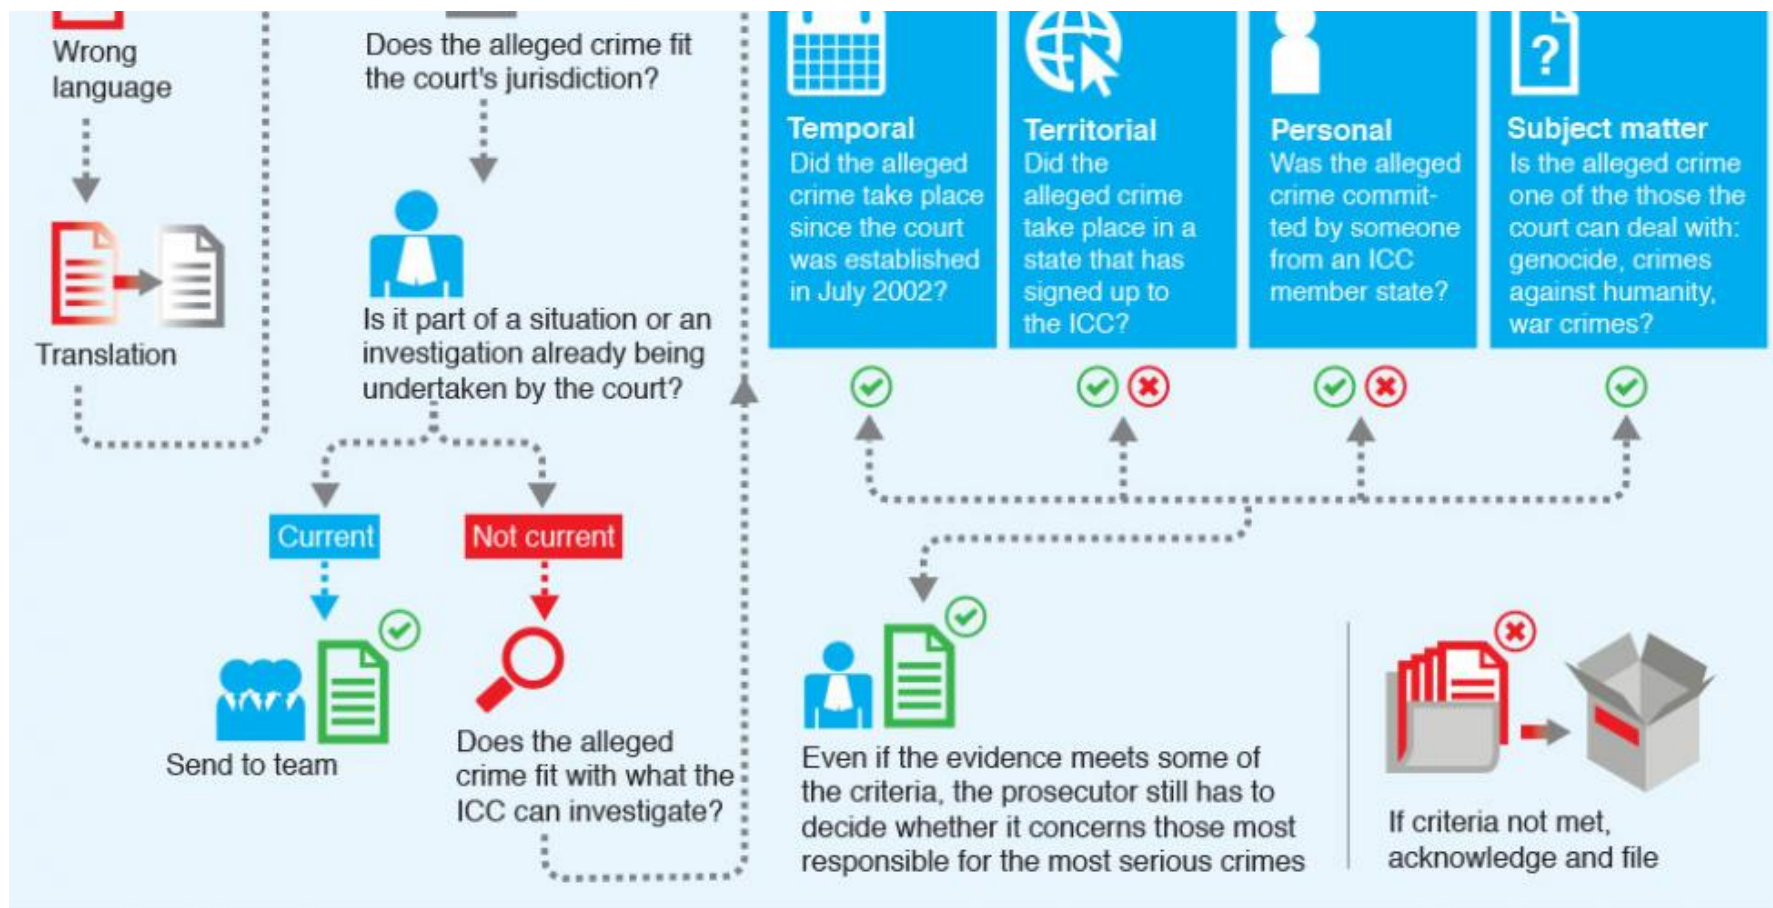 Wrong
language
Translation
Does the alleged crime fit
the court's jurisdiction?
Is it part of a situation or an
investigation already being
undertaken by the court?
Current
Not current
Send to team
Does the alleged
crime fit with what the
ICC can investigate?
Temporal
Did the alleged
crime take place
since the court
was established
in July 2002?
Territorial
Did the
alleged crime
take place in a
state that has
signed up to
the ICC?
Personal
Was the alleged
crime commit-
ted by someone
from an ICC
member state?
?
Subject matter
Is the alleged crime
one of the those the
court can deal with:
genocide, crimes
against humanity,
war crimes?
Even if the evidence meets some of
the criteria, the prosecutor still has to
decide whether it concerns those most
responsible for the most serious crimes
If criteria not met,
acknowledge and file